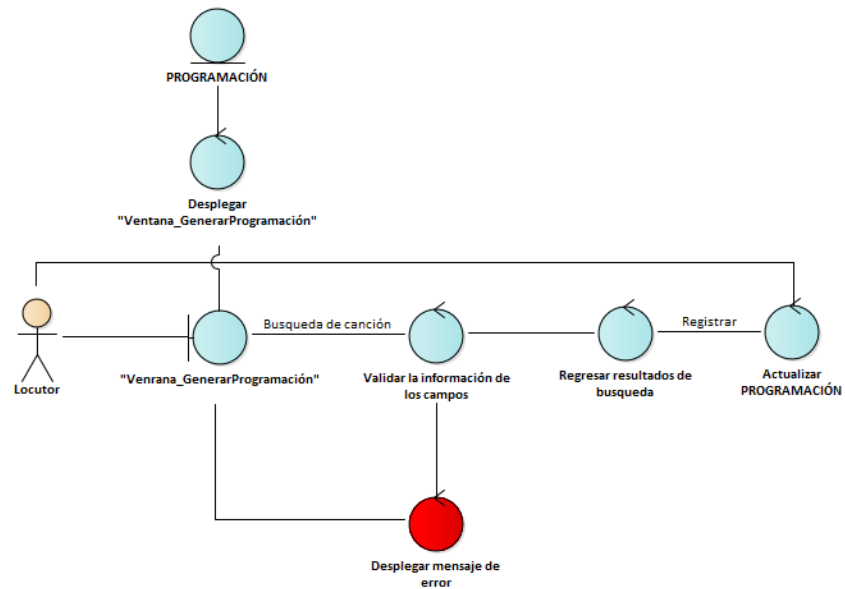 PROGRAMACIÓN
Desplegar
"Ventana_GenerarProgramación"
Busqueda de canción
Registrar
Locutor
"Venrana_GenerarProgramación"
Validar la información de
los campos
Regresar resultados de
busqueda
Actualizar
PROGRAMACIÓN
Desplegar mensaje de
error